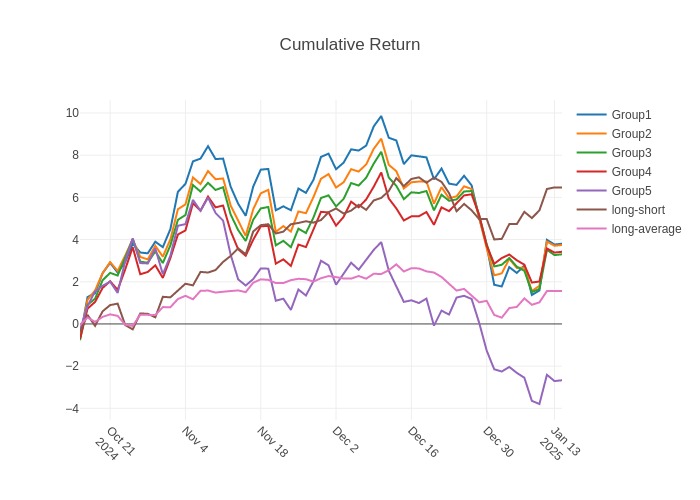 Cumulative Return
10
8
6
4
2
0
−2
−4
Oct 21
2024
Nov 4
Nov 18
Dec 2
Dec 16
Dec 30
Jan 13
2025
Group1
Group2
Group3
Group4
Group5
long-short
long-average